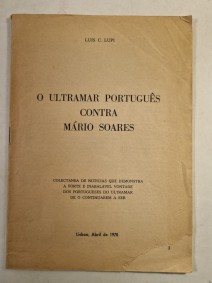 LUIS C. LUPI
O ULTRAMAR PORTUGUÊS
CONTRA
MÁRIO SOARES
COLECTÂNEA DE NOTÍCIAS QUE DEMONSTRA
A FORTE E INABALÁVEL VONTADE
DOS PORTUGUESES DO ULTRAMAR
DE O CONTINUAREM A SER
Lisboa, Abril de 1970